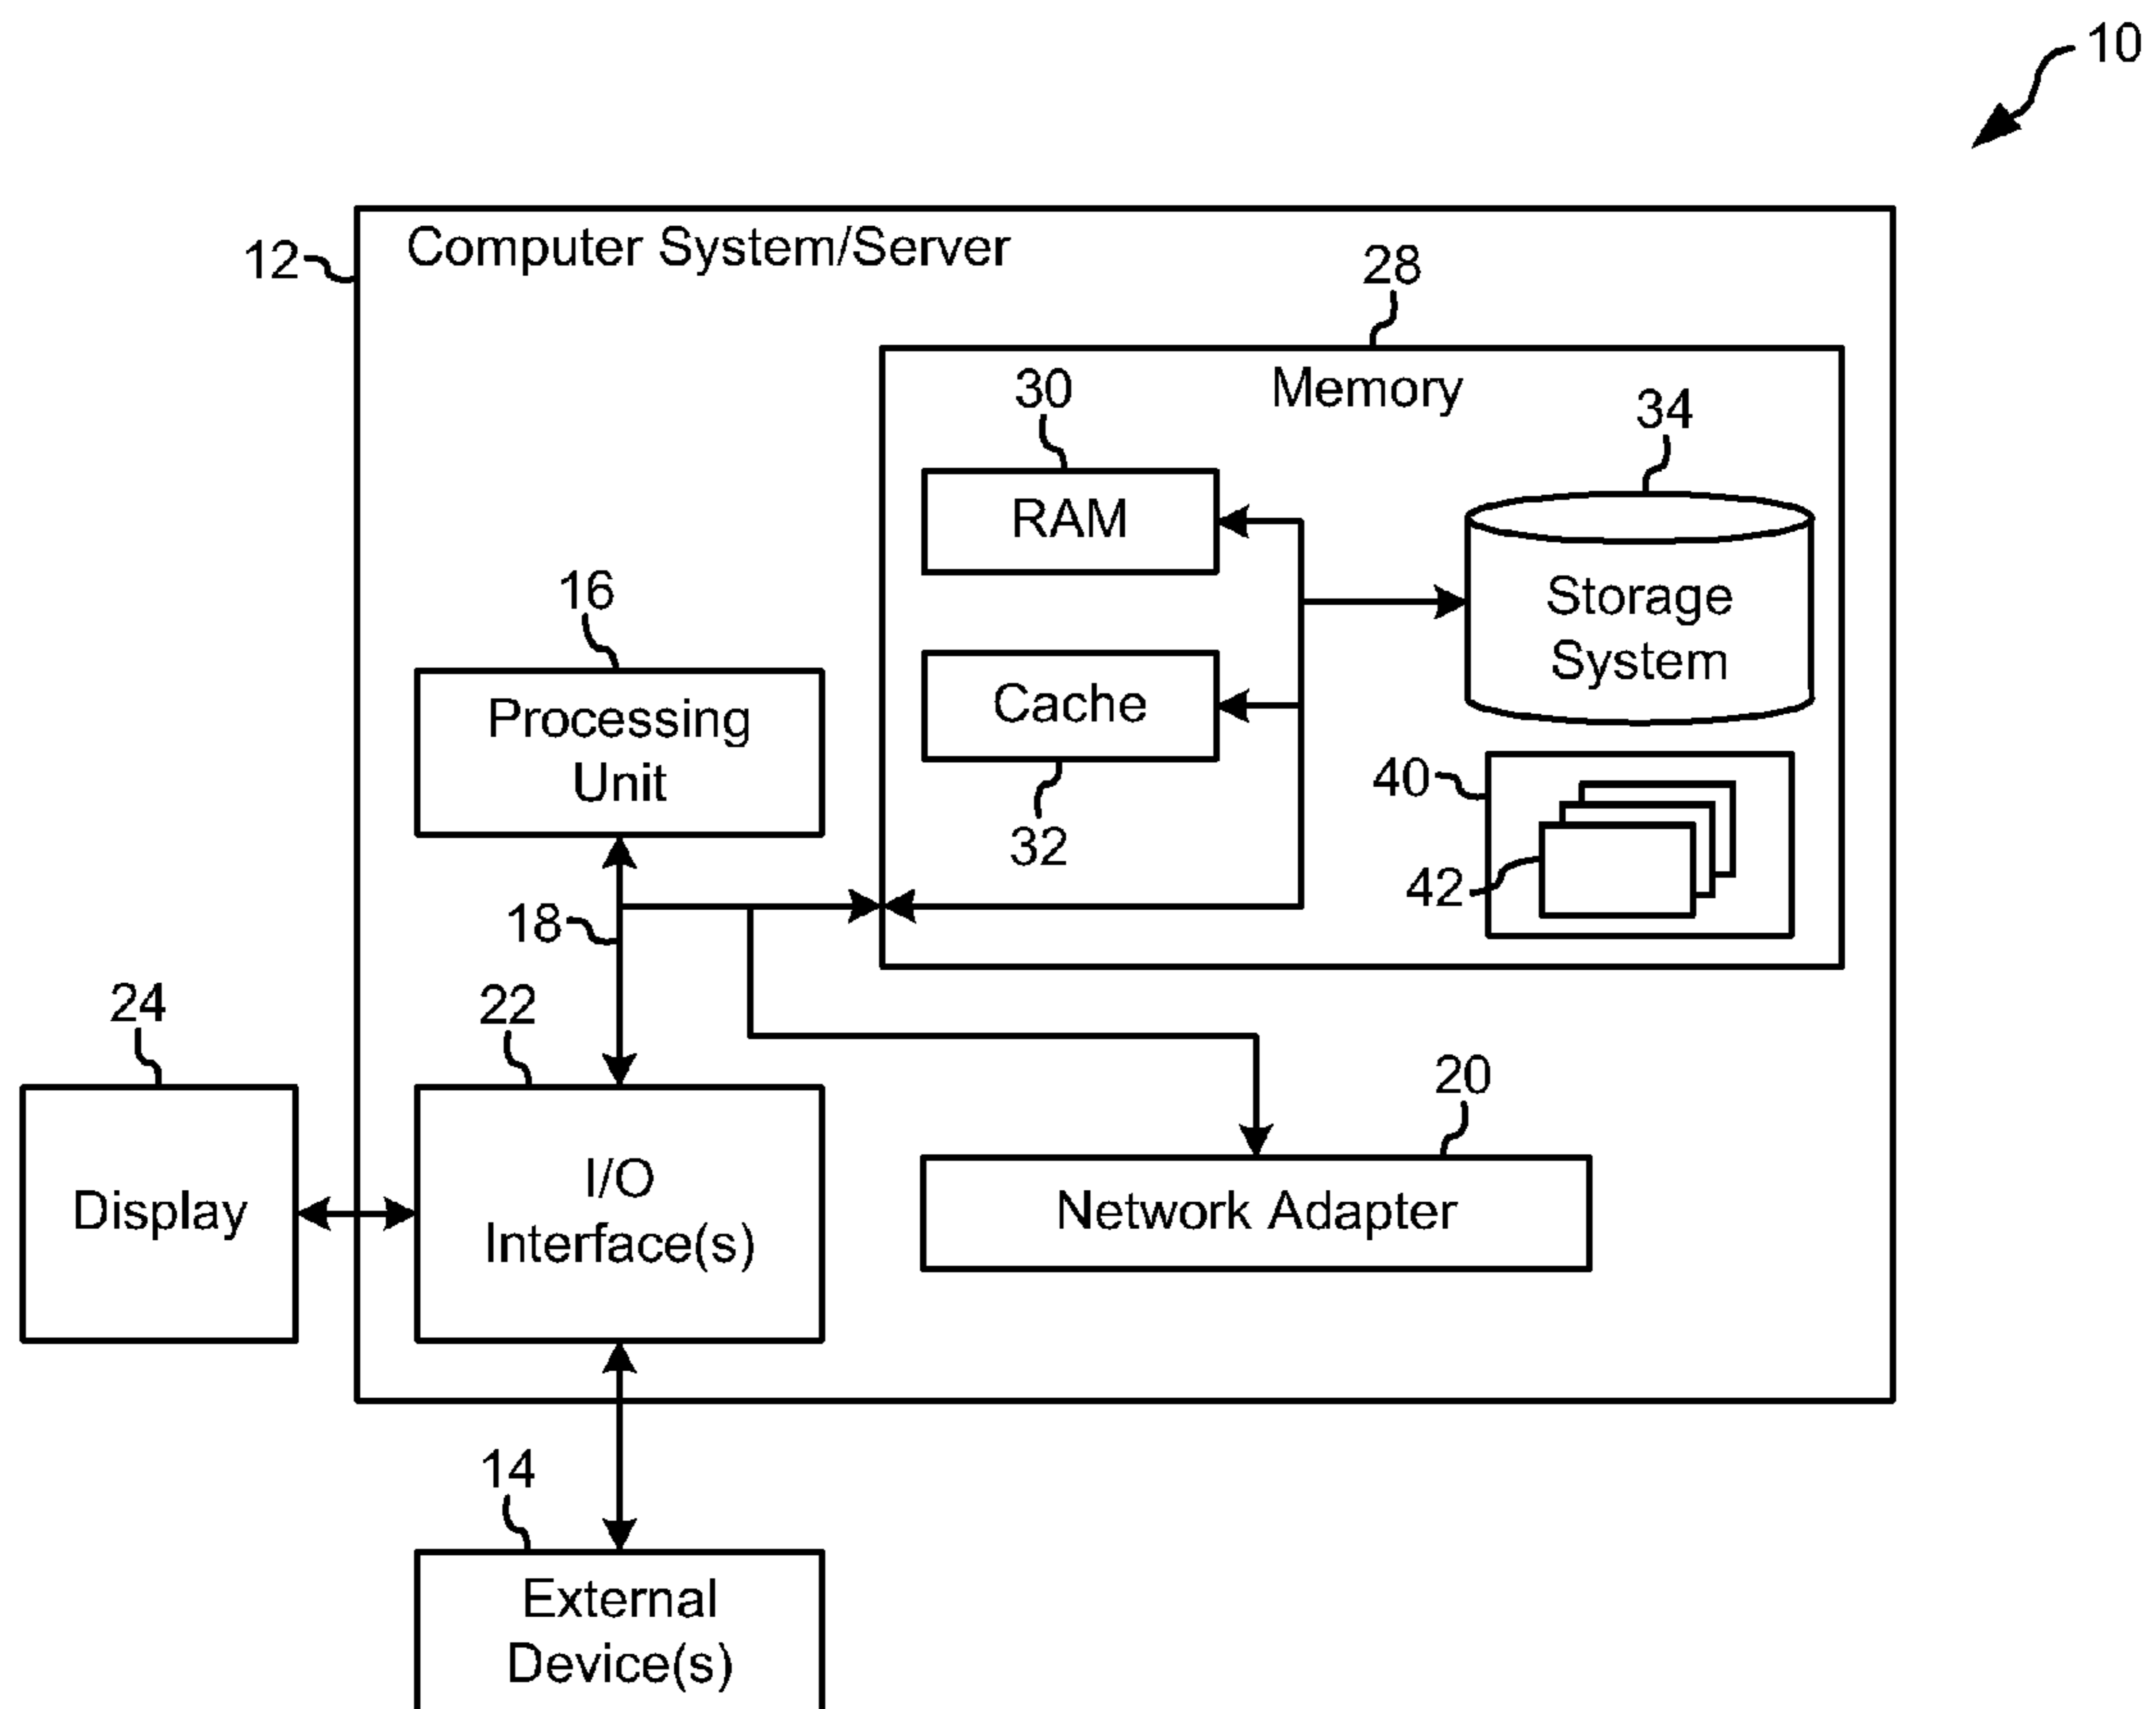 10
12
Computer System/Server
28
Memory
30
RAM
34
Storage
System
16
Processing
Unit
Cache
32
40
42
18
24
Display
22
I/O
Interface(s)
20
Network Adapter
14
External
Device(s)